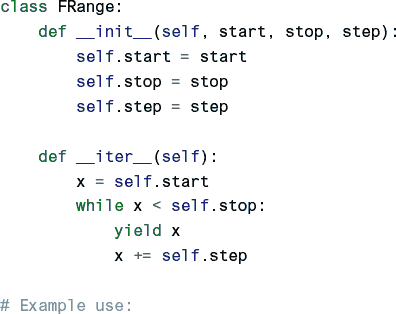 class FRange:
    def __init__(self, start, stop, step):
        self.start = start
        self.stop = stop
        self.step = step

    def __iter__(self):
        x = self.start
        while x < self.stop:
            yield x
            x += self.step

# Example use: